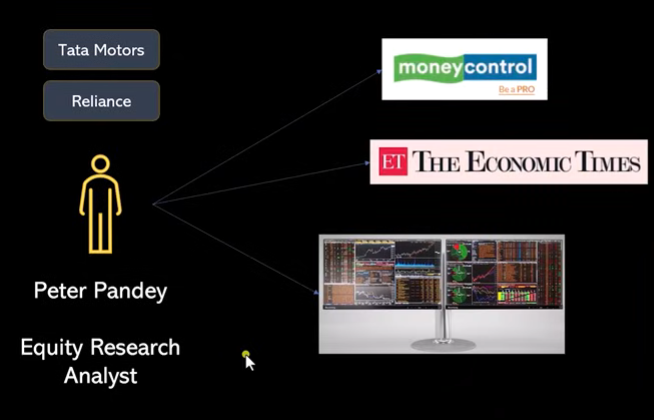 Tata Motors
Reliance
Peter Pandey
Equity Research
Analyst
moneycontrol
Be a PRO
ET THE ECONOMIC TIMES